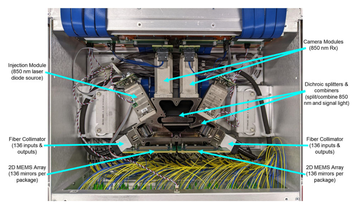 Injection Module
(850 nm laser
diode source)
Fiber Collimator
(136 inputs &
outputs)
2D MEMS Array
(136 mirrors per
package)
Camera Modules
(850 nm Rx)
Dichroic splitters &
combiners
(split/combine 850
nm and signal light)
Fiber Collimator
(136 inputs &
outputs)
2D MEMS Array
(136 mirrors per
package)